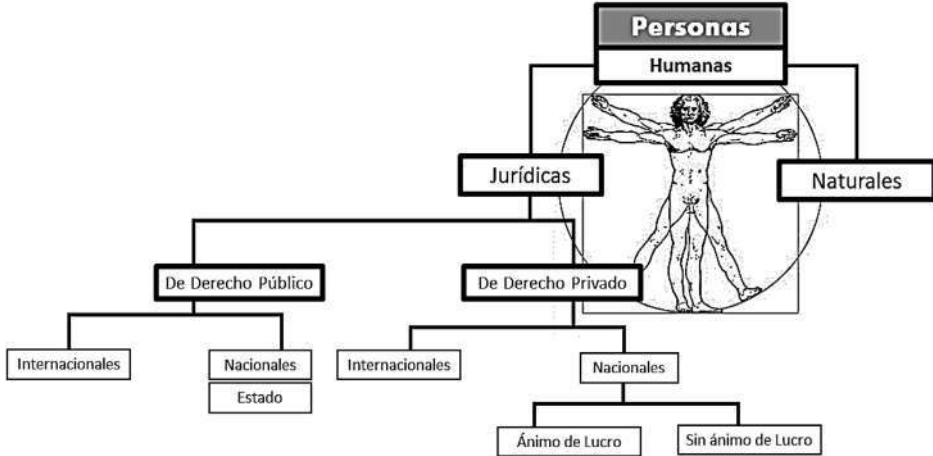 Personas
Humanas
Jurídicas
Naturales
De Derecho Público
De Derecho Privado
Internacionales
Nacionales
Estado
Internacionales
Nacionales
Ánimo de Lucro
Sin ánimo de Lucro